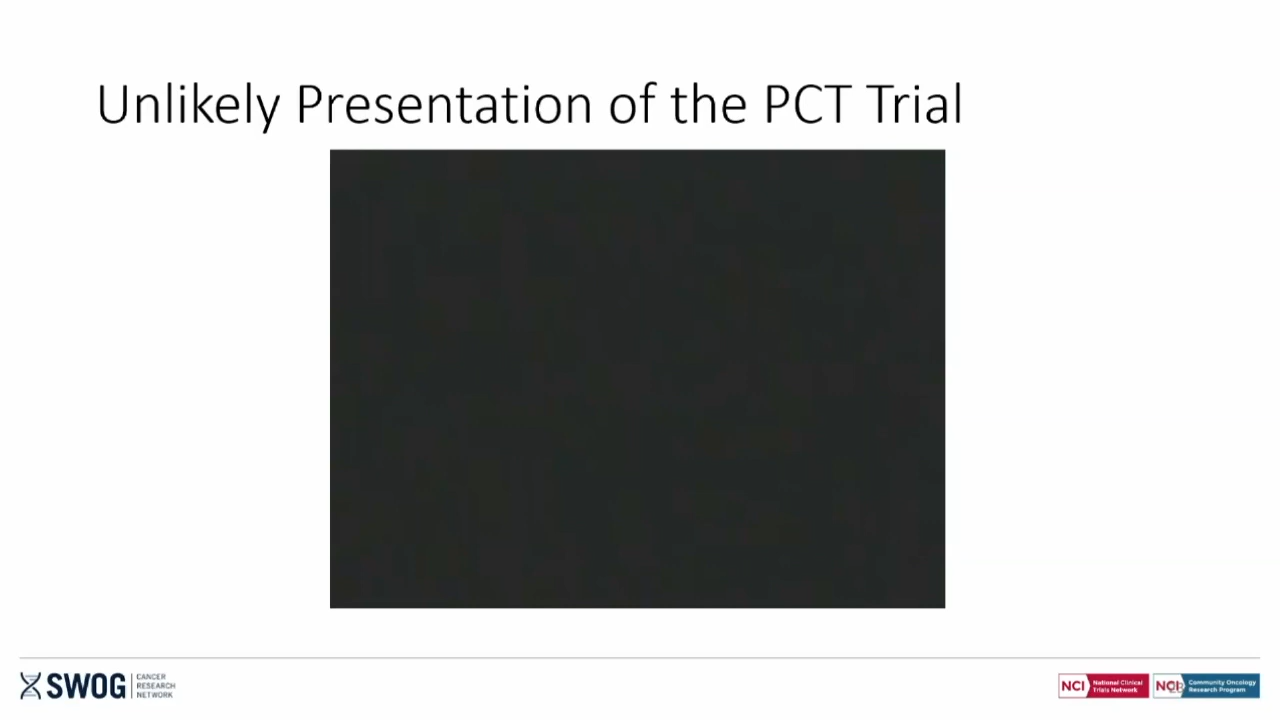 Unlikely Presentation of the PCT Trial
SWOG
CANCER
RESEARCH
NETWORK
NCI
National Clinical
Trials Network
Community Oncology
Research Program